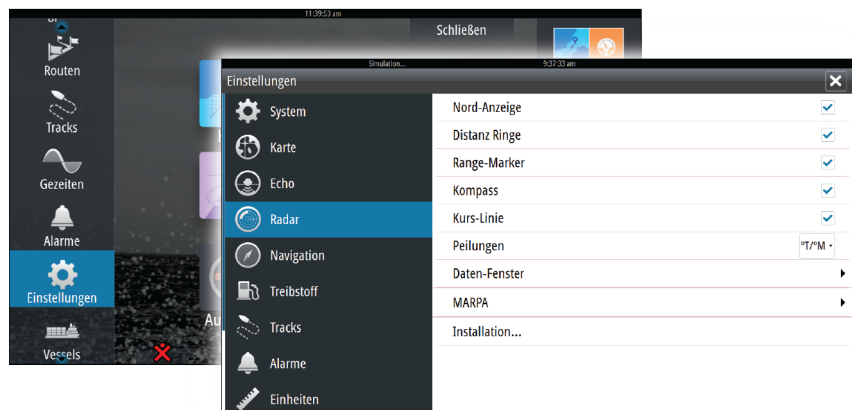 11:39:53 am
Schließen
Routen
Tracks
Gezeiten
Alarme
Einstellungen
Vessels
Au
Simulation...
9:37:33 am
Einstellungen
System
Karte
Echo
Radar
Navigation
Treibstoff
Tracks
Alarme
Einheiten
Nord-Anzeige
Distanz Ringe
Range-Marker
Kompass
Kurs-Linie
Peilungen
°T/°M
Daten-Fenster
MARPA
Installation...